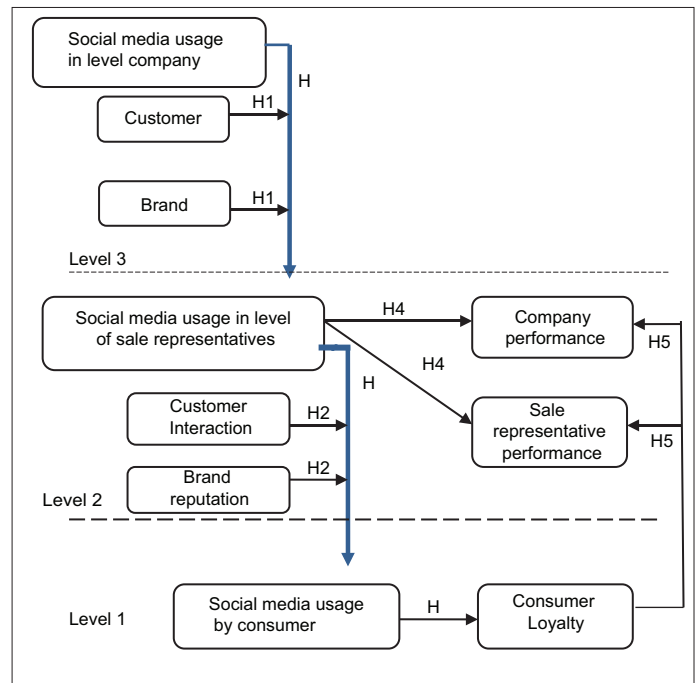 Social media usage
in level company
H
H1
Customer
H1
Brand
Level 3
Social media usage in level
of sale representatives
H4
Company
performance
H5
H4
H
Customer
Interaction
H2
Sale
representative
performance
H5
Brand
reputation
H2
Level 2
Level 1
Social media usage
by consumer
H
Consumer
Loyalty